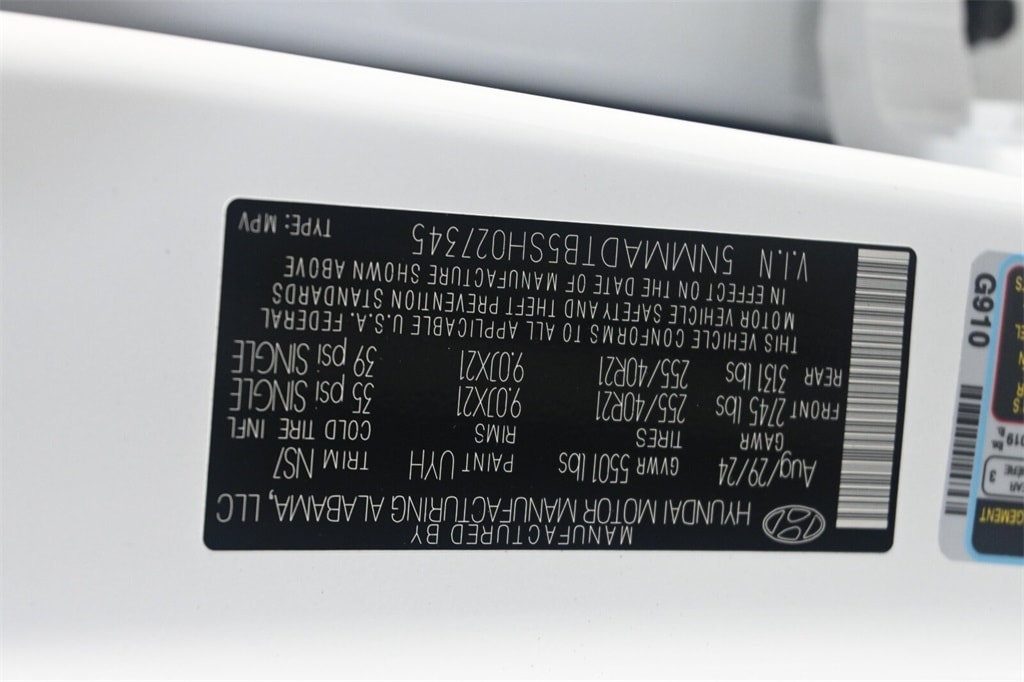 MANUFACTURED BY
HYUNDAI MOTOR MANUFACTURING ALABAMA, LLC
Aug/29/24 GVWR 5501 lbs PAINT UYH TRIM NS7
GAWR TIRES RIMS COLD TIRE INFL
FRONT 2745 lbs 255/40R21 9.0JX21 35 psi SINGLE
REAR 3151 lbs 255/40R21 9.0JX21 39 psi SINGLE
THIS VEHICLE CONFORMS TO ALL APPLICABLE U.S.A. FEDERAL
MOTOR VEHICLE SAFETY AND THEFT PREVENTION STANDARDS
IN EFFECT ON THE DATE OF MANUFACTURE SHOWN ABOVE
V.I.N 5NMMADTB5SH027345
TYPE: MPV
G910